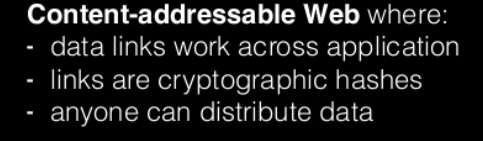 Content-addressable Web where:
- data links work across application
- links are cryptographic hashes
- anyone can distribute data